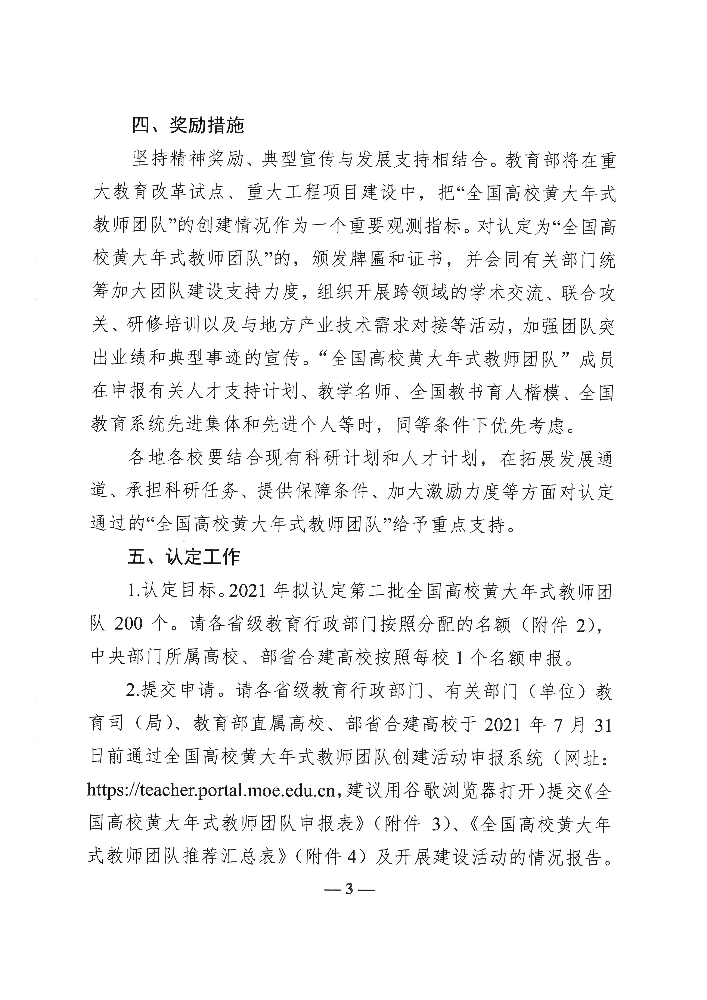 四、奖励措施
坚持精神奖励、典型宣传与发展支持相结合。教育部将在重
大教育改革试点、重大工程项目建设中，把“全国高校黄大年式
教师团队”的创建情况作为一个重要观测指标。对认定为“全国高
校黄大年式教师团队”的，颁发牌匾和证书，并会同有关部门统
筹加大团队建设支持力度，组织开展跨领域的学术交流、联合攻
关、研修培训以及与地方产业技术需求对接等活动，加强团队突
出业绩和典型事迹的宣传。“全国高校黄大年式教师团队”成员
在申报有关人才支持计划、教学名师、全国教书育人楷模、全国
教育系统先进集体和先进个人等时，同等条件下优先考虑。
各地各校要结合现有科研计划和人才计划，在拓展发展通
道、承担科研任务、提供保障条件、加大激励力度等方面对认定
通过的“全国高校黄大年式教师团队”给予重点支持。
五、认定工作
1.认定目标。2021 年拟认定第二批全国高校黄大年式教师团
队 200 个。请各省级教育行政部门按照分配的名额（附件 2），
中央部门所属高校、部省合建高校按照每校 1 个名额申报。
2.提交申请。请各省级教育行政部门、有关部门（单位）教
育司（局）、教育部直属高校、部省合建高校于 2021 年 7 月 31
日前通过全国高校黄大年式教师团队创建活动申报系统（网址：
https://teacher.portal.moe.edu.cn，建议用谷歌浏览器打开）提交《全
国高校黄大年式教师团队申报表》（附件 3）、《全国高校黄大年
式教师团队推荐汇总表》（附件 4）及开展建设活动的情况报告。
— 3 —